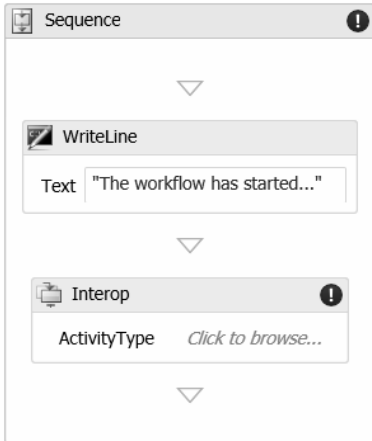 Sequence
WriteLine
Text "The workflow has started..."
Interop
ActivityType Click to browse...